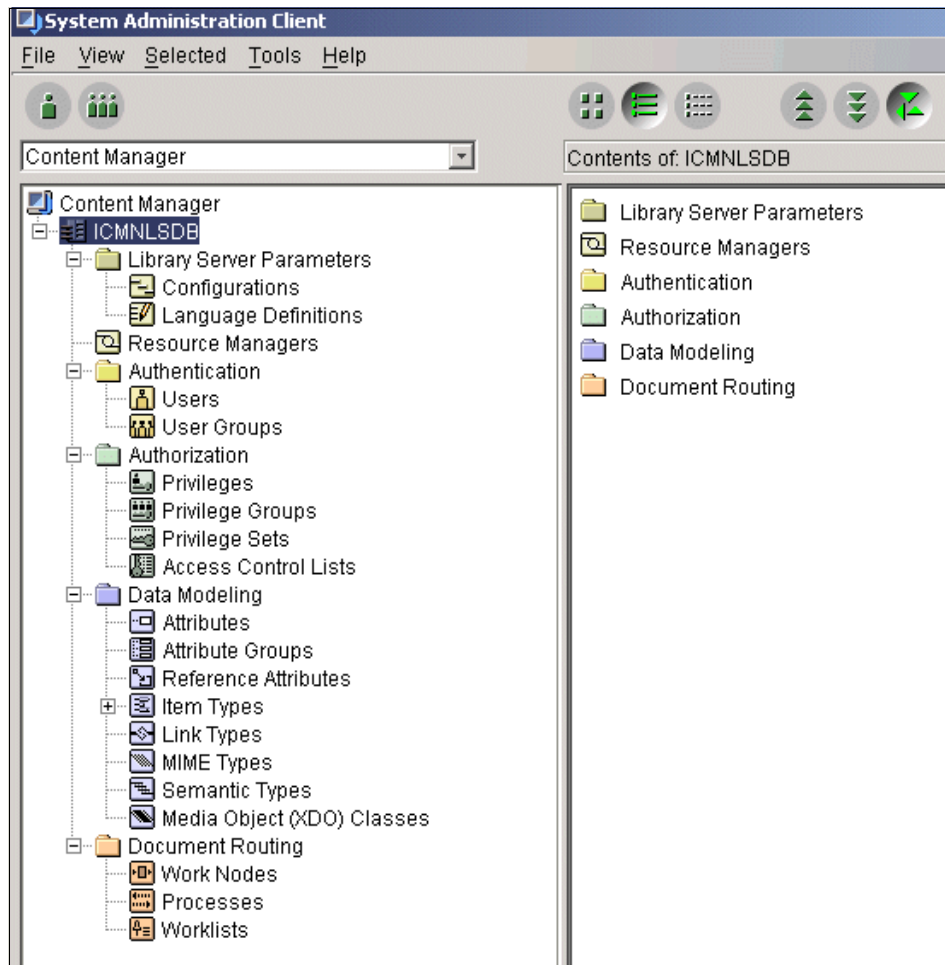 System Administration Client
File View Selected Tools Help
Content Manager
Contents of: ICMNLSDB
Content Manager
ICMNLSDB
Library Server Parameters
Configurations
Language Definitions
Resource Managers
Authentication
Users
User Groups
Authorization
Privileges
Privilege Groups
Privilege Sets
Access Control Lists
Data Modeling
Attributes
Attribute Groups
Reference Attributes
Item Types
Link Types
MIME Types
Semantic Types
Media Object (XDO) Classes
Document Routing
Work Nodes
Processes
Worklists
Library Server Parameters
Resource Managers
Authentication
Authorization
Data Modeling
Document Routing